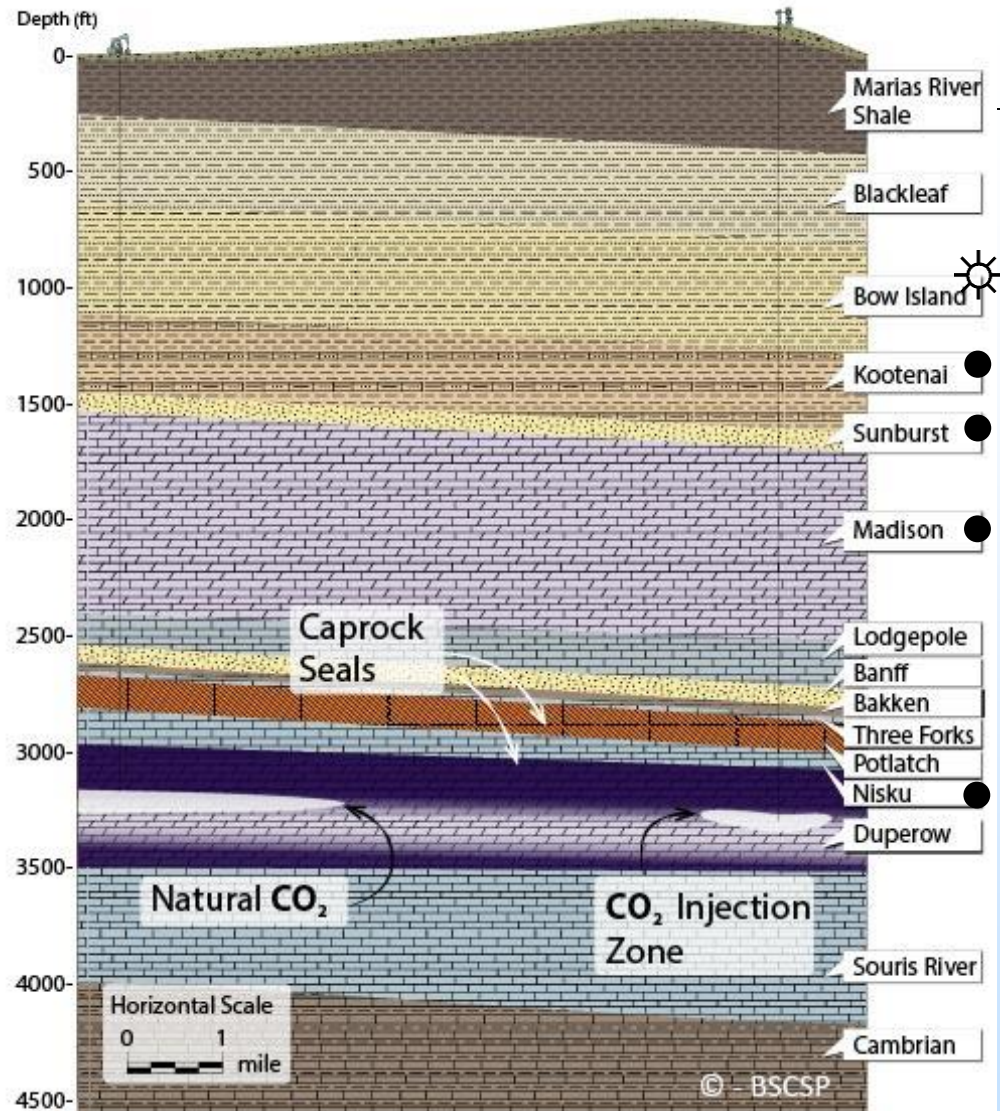 Depth (ft)
0-
500-
1000-
1500-
2000-
2500-
3000-
3500-
4000-
4500-
Marias River
Shale
Blackleaf
Bow Island
Kootenai
Sunburst
Madison
Lodgepole
Banff
Bakken
Three Forks
Potlatch
Nisku
Duperow
Souris River
Cambrian
Caprock
Seals
Natural CO₂
CO₂ Injection
Zone
Horizontal Scale
0 1
mile
© - BSCSP